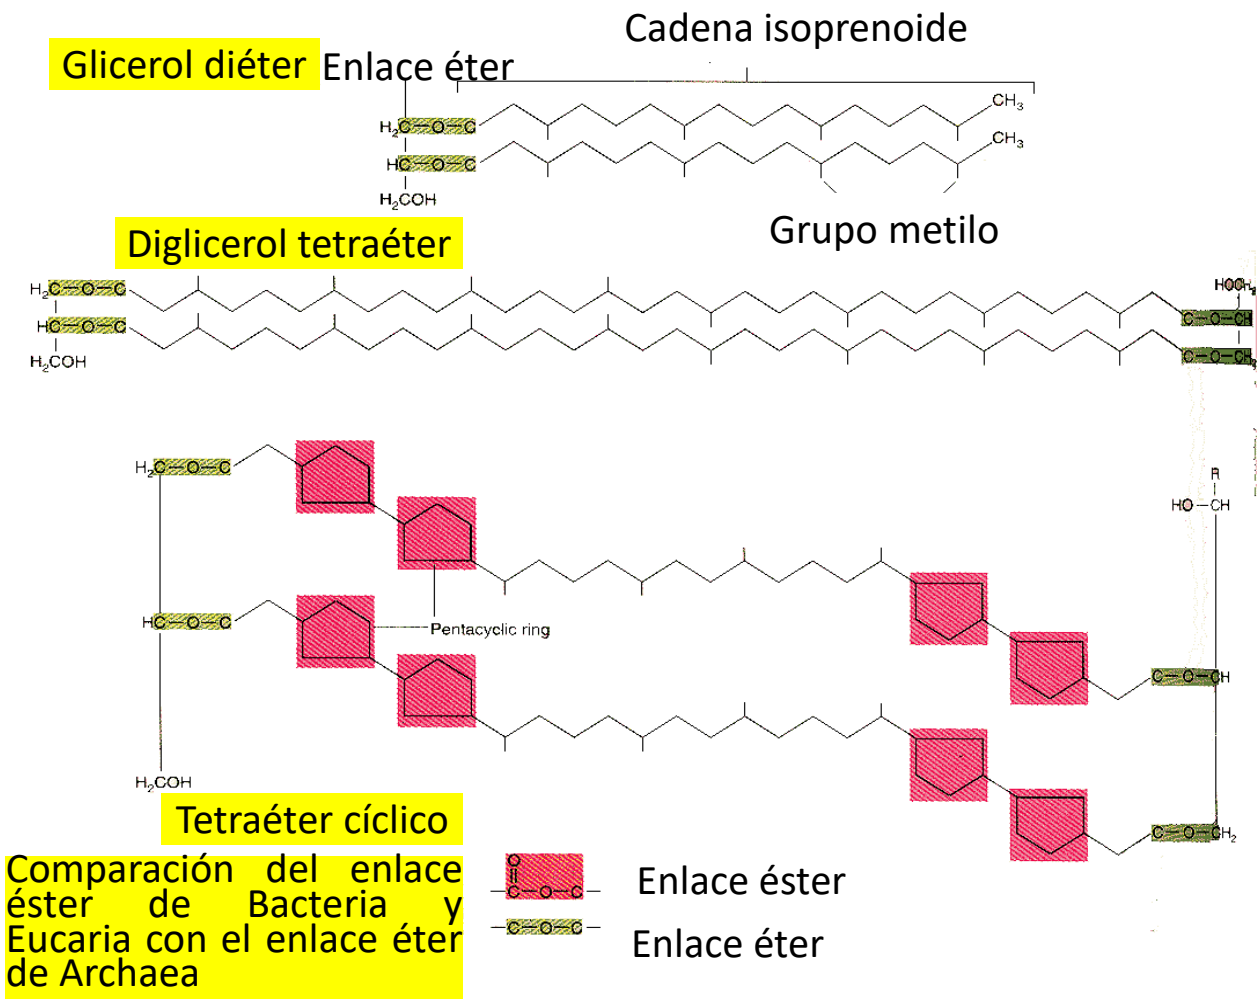 Cadena isoprenoide
Glicerol diéter
Enlace éter
CH₃
H₂C—O—C
CH₃
HC—O—C
H₂COH
Grupo metilo
Diglicerol tetraéter
H₂C—O—C
C—O—CH
HC—O—C
C—O—CH₂
H₂COH
H₂C—O—C
R
HO—CH
HC—O—C
Pentacyclic ring
C—O—CH
H₂COH
C—O—CH₂
Tetraéter cíclico
Comparación del enlace
éster de Bacteria y
Eucaria con el enlace éter
de Archaea
O
—C—O—C—
Enlace éster
—C—O—C—
Enlace éter